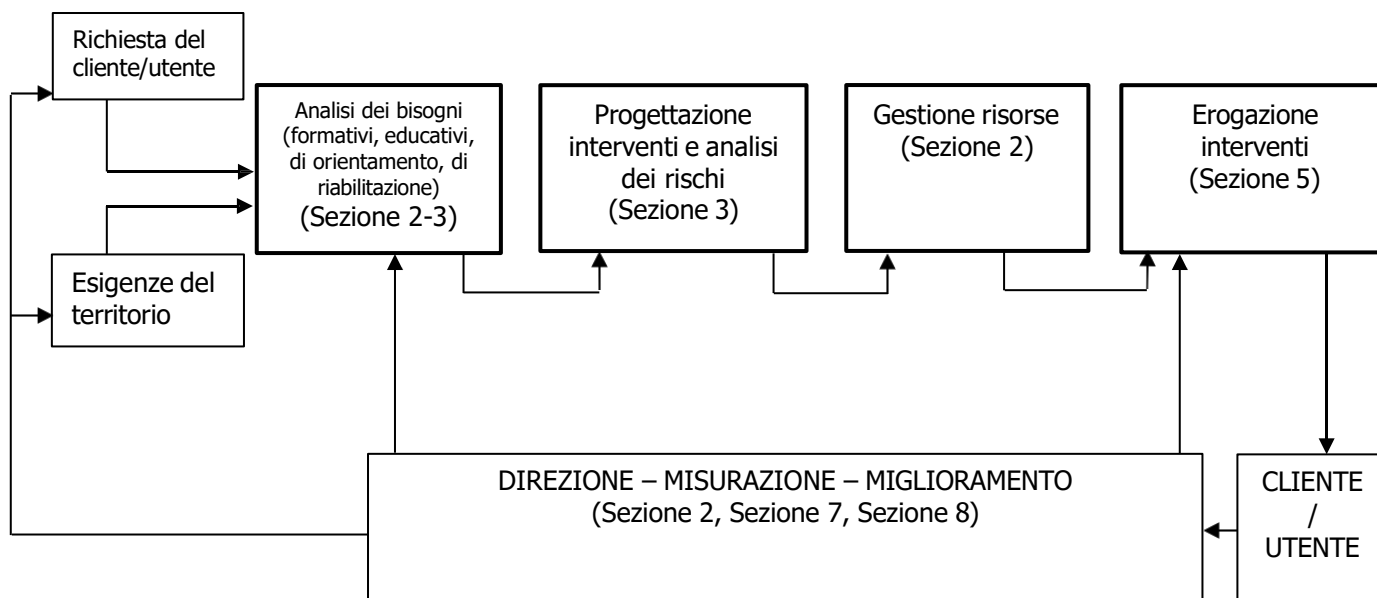 Richiesta del
cliente/utente
Analisi dei bisogni
(formativi, educativi,
di orientamento, di
riabilitazione)
(Sezione 2-3)
Progettazione
interventi e analisi
dei rischi
(Sezione 3)
Gestione risorse
(Sezione 2)
Erogazione
interventi
(Sezione 5)
Esigenze del
territorio
DIREZIONE – MISURAZIONE – MIGLIORAMENTO
(Sezione 2, Sezione 7, Sezione 8)
CLIENTE
/
UTENTE